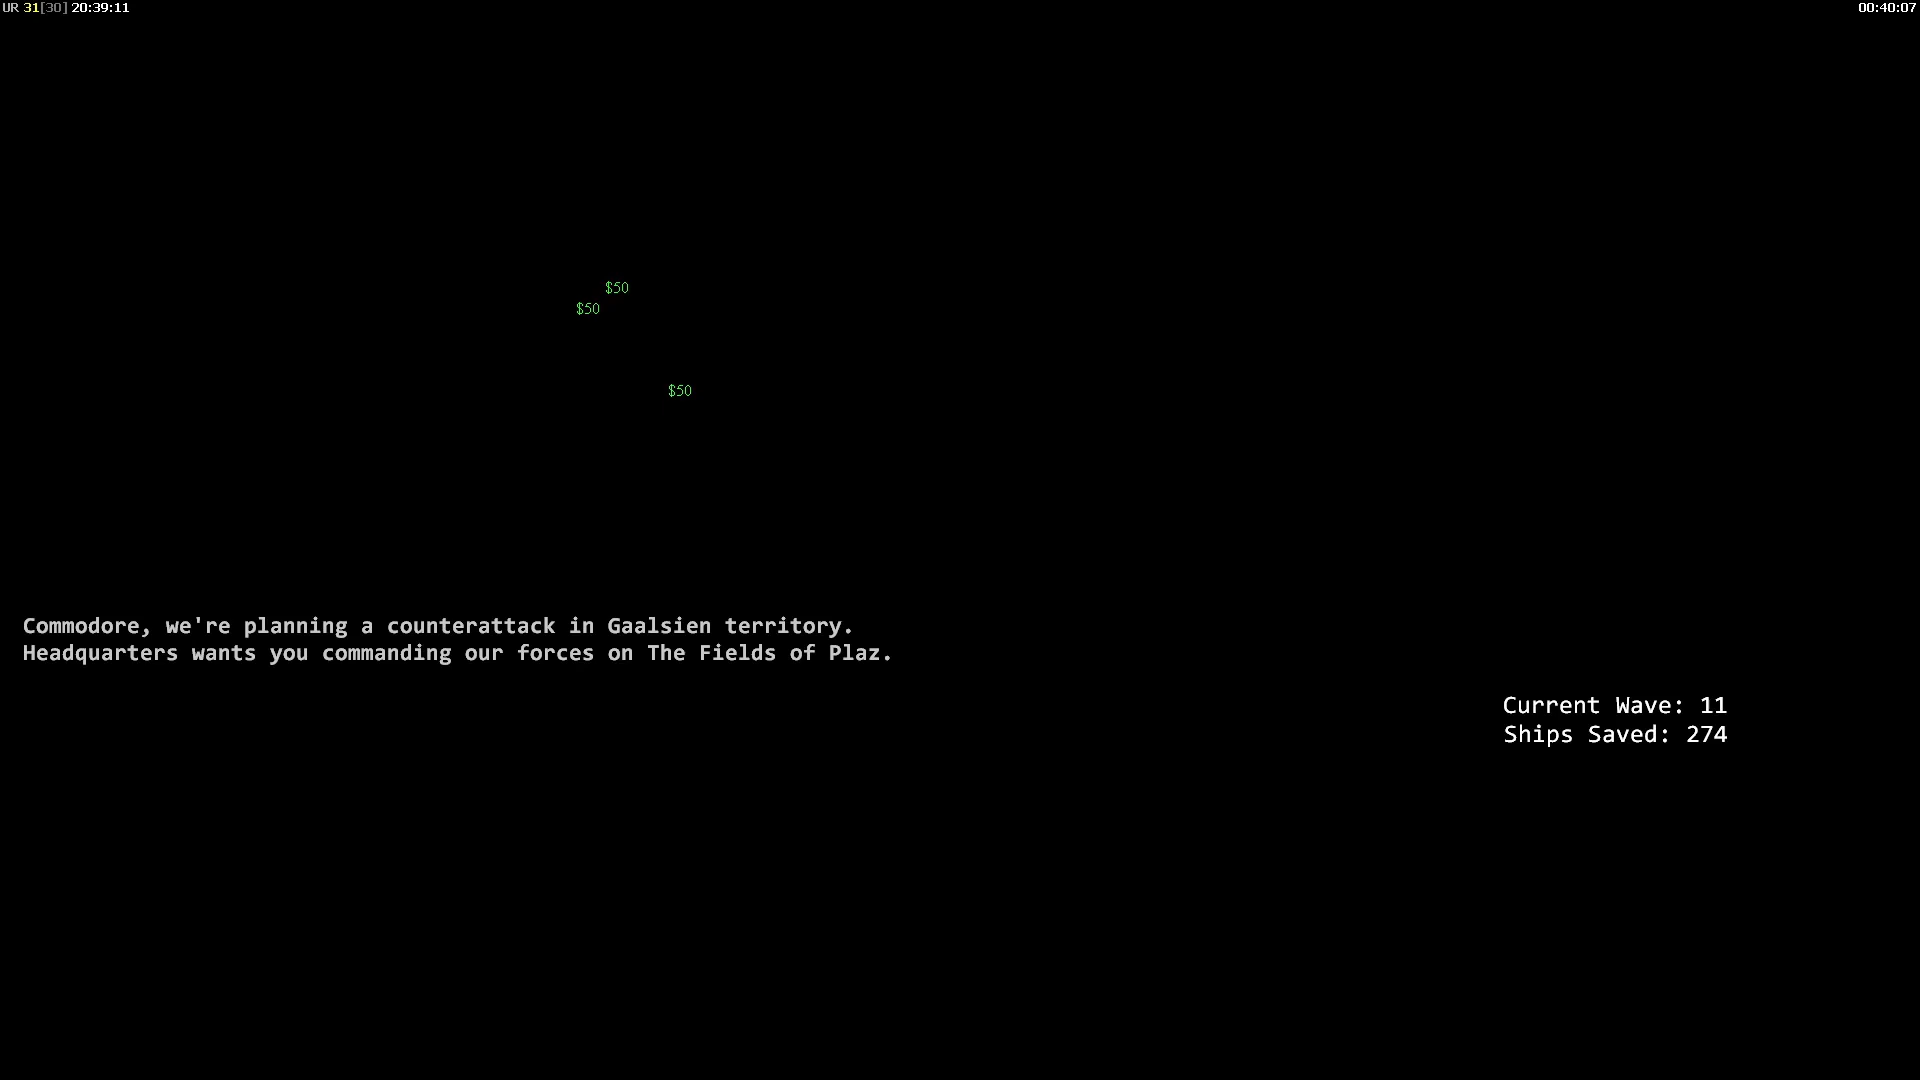 UR 31[30] 20:39:11
00:40:07
$50
$50
$50
Commodore, we're planning a counterattack in Gaalsien territory.
Headquarters wants you commanding our forces on The Fields of Plaz.
Current Wave: 11
Ships Saved: 274